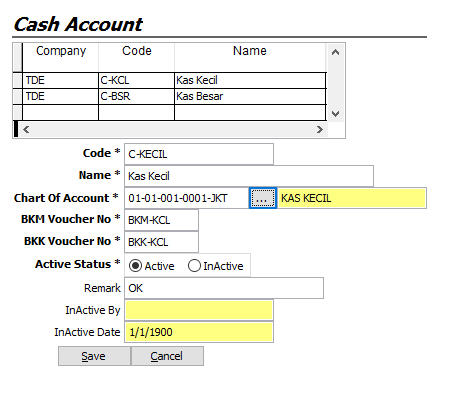 Cash Account
Company Code Name
TDE C-KCL Kas Kecil
TDE C-BSR Kas Besar
Code * C-KECIL
Name * Kas Kecil
Chart Of Account * 01-01-001-0001-JKT ... KAS KECIL
BKM Voucher No * BKM-KCL
BKK Voucher No * BKK-KCL
Active Status * Active InActive
Remark OK
InActive By
InActive Date 1/1/1900
Save Cancel